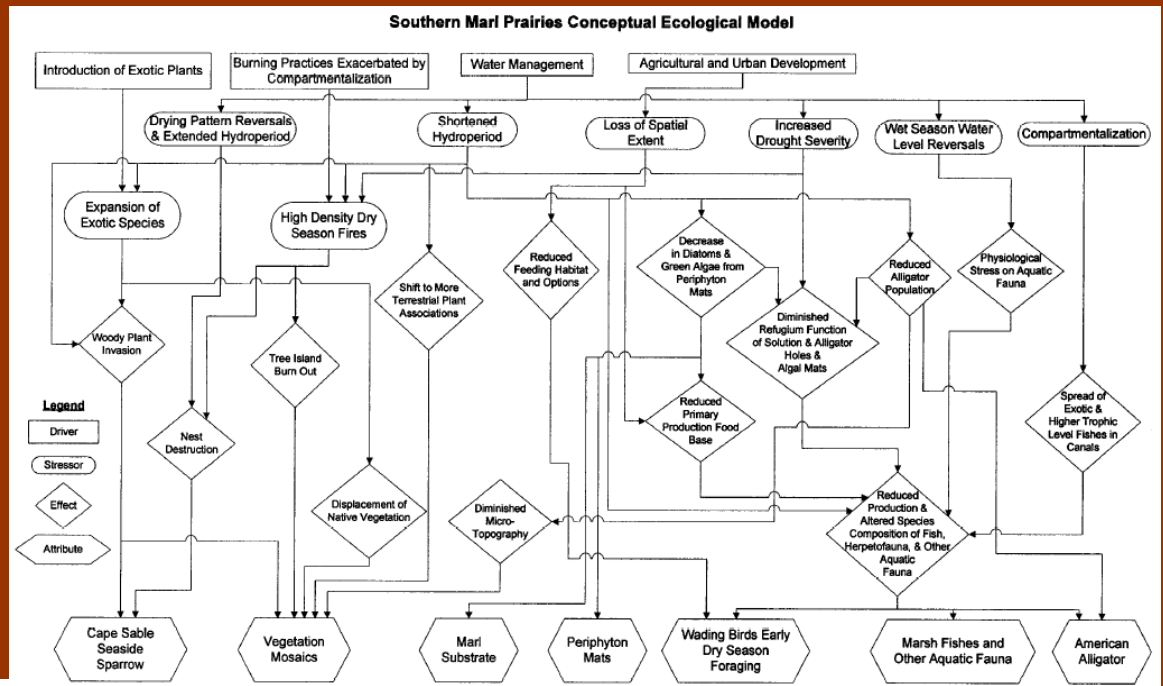 Southern Marl Prairies Conceptual Ecological Model
Introduction of Exotic Plants
Burning Practices Exacerbated by
Compartmentalization
Water Management
Agricultural and Urban Development
Drying Pattern Reversals
& Extended Hydroperiod
Shortened
Hydroperiod
Loss of Spatial
Extent
Increased
Drought Severity
Wet Season Water
Level Reversals
Compartmentalization
Expansion of
Exotic Species
High Density Dry
Season Fires
Reduced
Feeding Habitat
and Options
Decrease
in Diatoms &
Green Algae from
Periphyton
Mats
Reduced
Alligator
Population
Physiological
Stress on Aquatic
Fauna
Shift to More
Terrestrial Plant
Associations
Woody Plant
Invasion
Tree Island
Burn Out
Diminished
Refugium Function
of Solution & Alligator
Holes &
Algal Mats
Legend
Driver
Stressor
Effect
Attribute
Nest
Destruction
Reduced
Primary
Production Food
Base
Spread of
Exotic &
Higher Trophic
Level Fishes in
Canals
Displacement of
Native Vegetation
Diminished
Micro-
Topography
Reduced
Production &
Altered Species
Composition of Fish,
Herpetofauna, & Other
Aquatic
Fauna
Cape Sable
Seaside
Sparrow
Vegetation
Mosaics
Marl
Substrate
Periphyton
Mats
Wading Birds Early
Dry Season
Foraging
Marsh Fishes and
Other Aquatic Fauna
American
Alligator